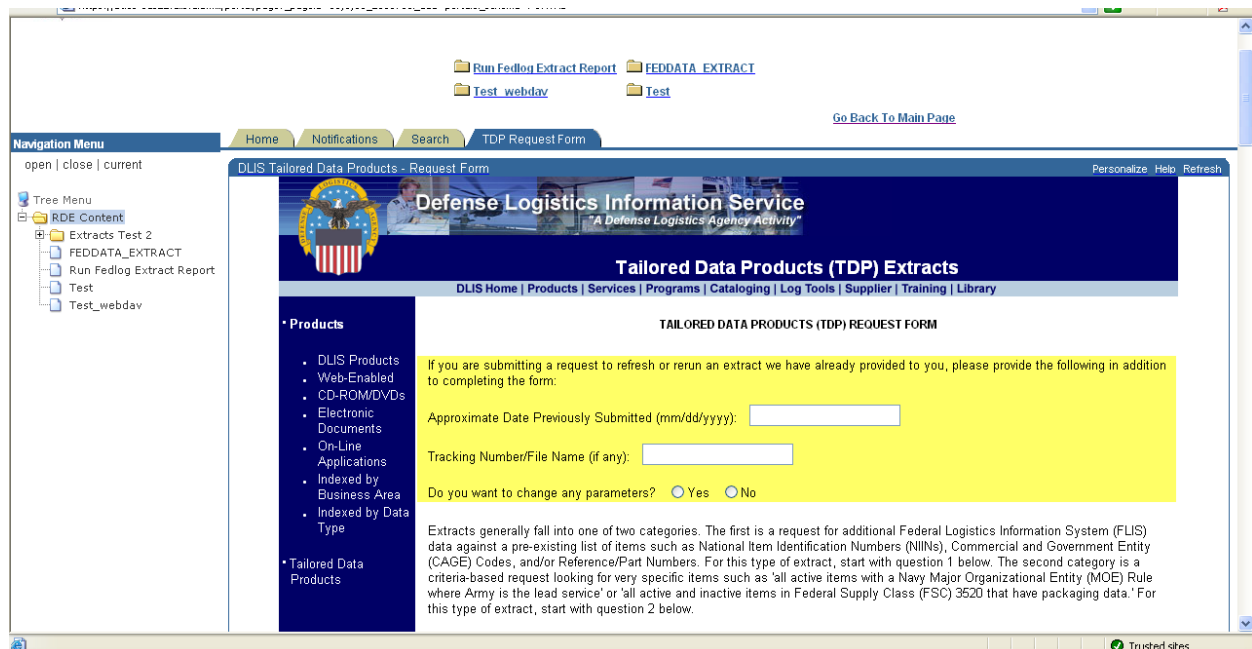 Run Fedlog Extract Report FEDDATA_EXTRACT
Test_webdav Test
Go Back To Main Page
Navigation Menu
Home Notifications Search TDP Request Form
open | close | current
DLIS Tailored Data Products - Request Form Personalize Help Refresh
Tree Menu
RDE Content
Extracts Test 2
FEDDATA_EXTRACT
Run Fedlog Extract Report
Test
Test_webdav
LOGISTICS
Defense Logistics Information Service
"A Defense Logistics Agency Activity"
Tailored Data Products (TDP) Extracts
DLIS Home | Products | Services | Programs | Cataloging | Log Tools | Supplier | Training | Library
• Products
• DLIS Products
• Web-Enabled
• CD-ROM/DVDs
• Electronic
Documents
• On-Line
Applications
• Indexed by
Business Area
• Indexed by Data
Type
• Tailored Data
Products
TAILORED DATA PRODUCTS (TDP) REQUEST FORM
If you are submitting a request to refresh or rerun an extract we have already provided to you, please provide the following in addition
to completing the form:
Approximate Date Previously Submitted (mm/dd/yyyy):
Tracking Number/File Name (if any):
Do you want to change any parameters? Yes No
Extracts generally fall into one of two categories. The first is a request for additional Federal Logistics Information System (FLIS)
data against a pre-existing list of items such as National Item Identification Numbers (NIINs), Commercial and Government Entity
(CAGE) Codes, and/or Reference/Part Numbers. For this type of extract, start with question 1 below. The second category is a
criteria-based request looking for very specific items such as 'all active items with a Navy Major Organizational Entity (MOE) Rule
where Army is the lead service' or 'all active and inactive items in Federal Supply Class (FSC) 3520 that have packaging data.' For
this type of extract, start with question 2 below.
Trusted sites